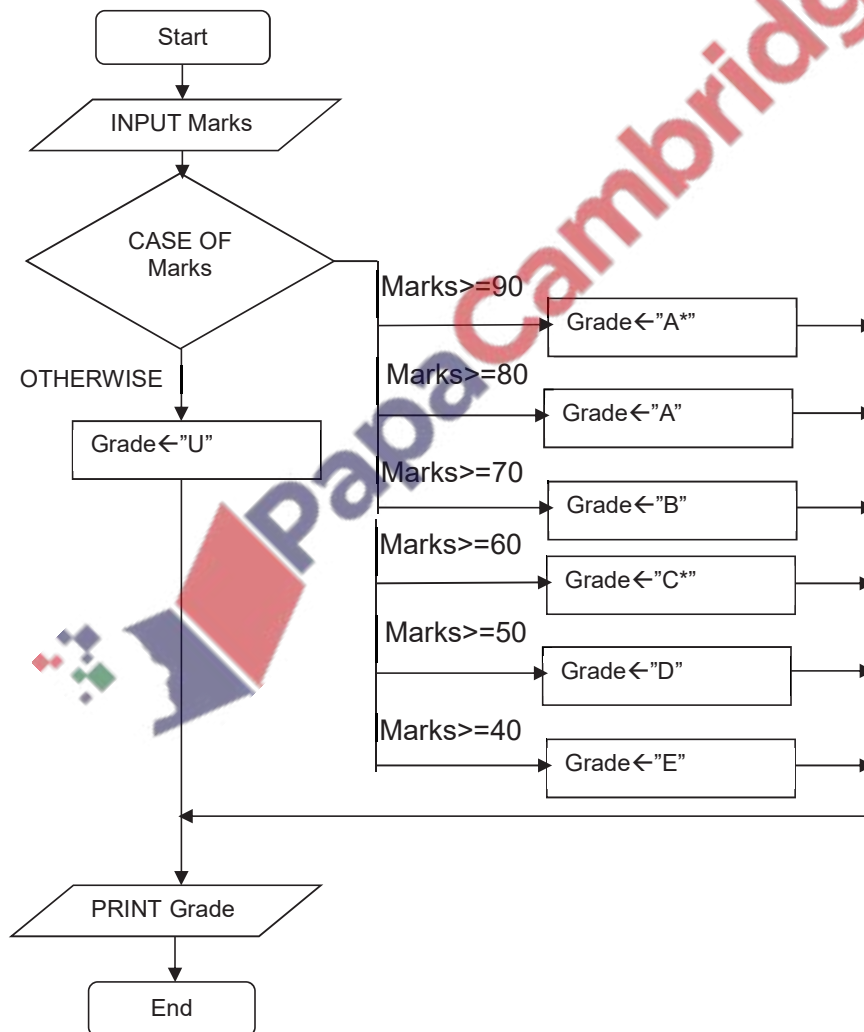 Start
INPUT Marks
CASE OF
Marks
Marks>=90
Grade←”A*”
Marks>=80
Grade←”A”
OTHERWISE
Grade←”U”
Marks>=70
Grade←”B”
Marks>=60
Grade←”C*”
Marks>=50
Grade←”D”
Marks>=40
Grade←”E”
PRINT Grade
End
PapaCambridg